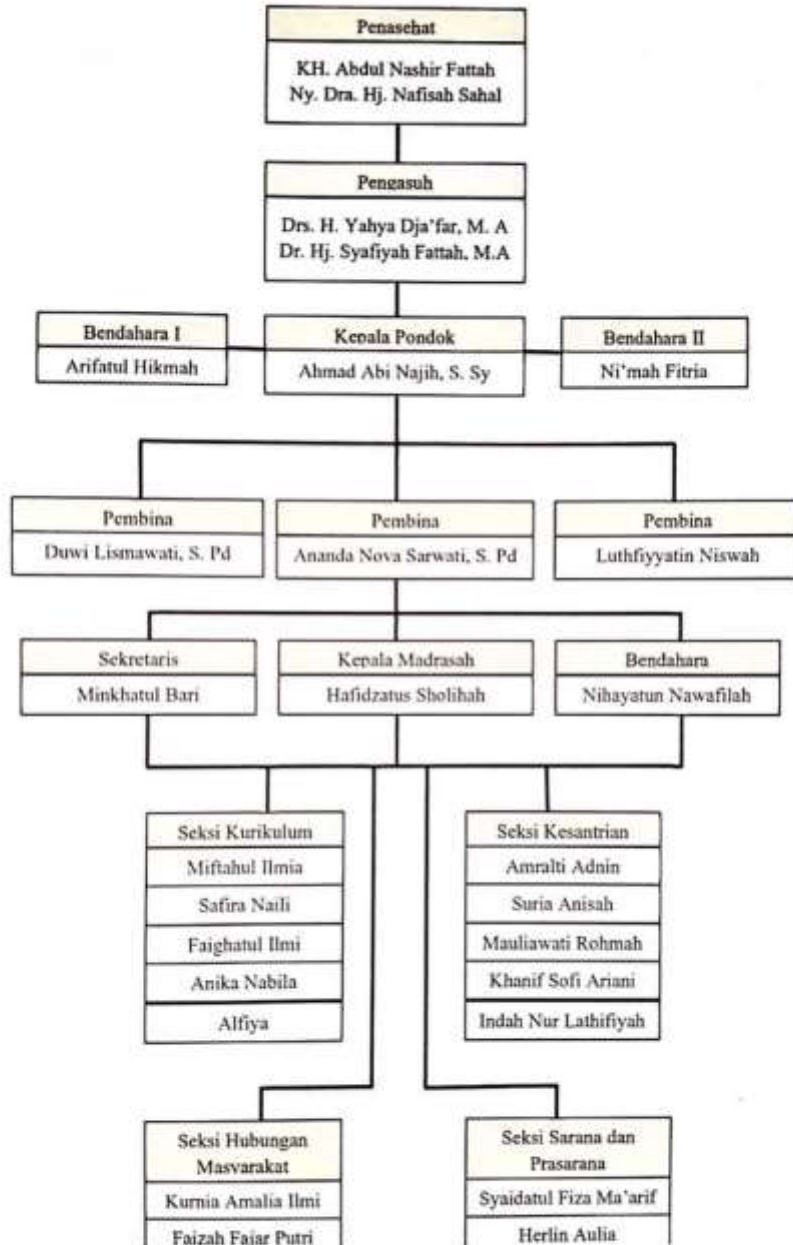 Penasehat
KH. Abdul Nashir Fattah
Ny. Dra. Hj. Nafisah Sahal
Pengasuh
Drs. H. Yahya Dja'far, M. A
Dr. Hj. Syafiyah Fattah, M.A
Bendahara I
Arifatul Hikmah
Kepala Pondok
Ahmad Abi Najih, S. Sy
Bendahara II
Ni'mah Fitria
Pembina
Duwi Lismawati, S. Pd
Pembina
Ananda Nova Sarwati, S. Pd
Pembina
Luthfiyyatin Niswah
Sekretaris
Minkhatul Bari
Kepala Madrasah
Hafidzatus Sholihah
Bendahara
Nihayatun Nawafilah
Seksi Kurikulum
Miftahul Ilmia
Safira Naili
Faighatul Ilmi
Anika Nabila
Alfiya
Seksi Kesantrian
Amralti Adnin
Suria Anisah
Mauliawati Rohmah
Khanif Sofi Ariani
Indah Nur Lathifiyah
Seksi Hubungan
Masyarakat
Kurnia Amalia Ilmi
Faizah Fajar Putri
Seksi Sarana dan
Prasarana
Syaidatul Fiza Ma'arif
Herlin Aulia